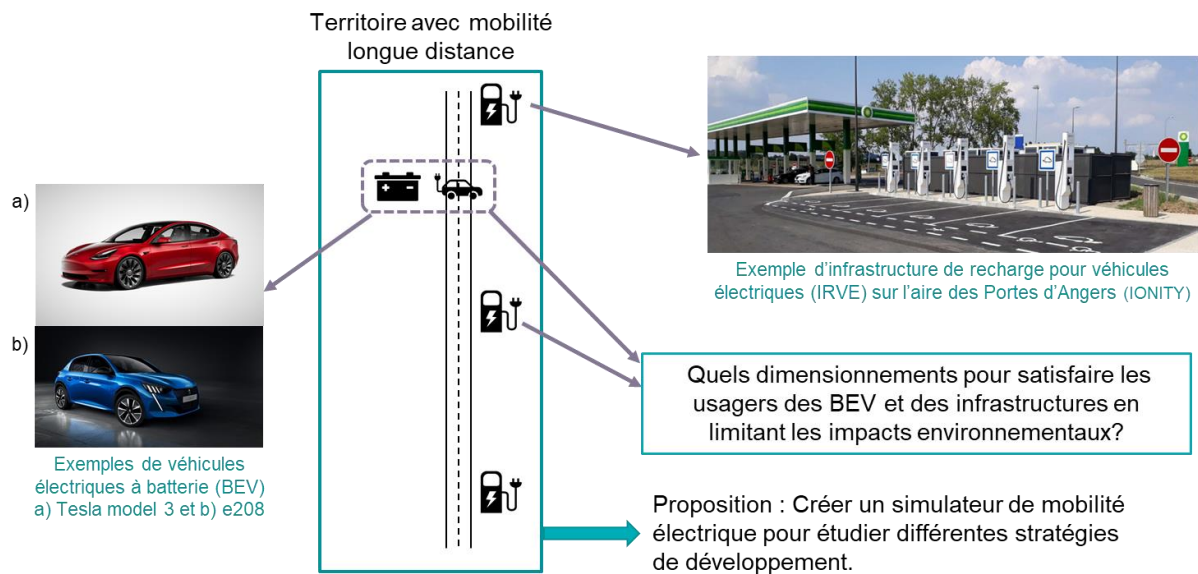 Territoire avec mobilité
longue distance
a)
b)
Exemples de véhicules
électriques à batterie (BEV)
a) Tesla model 3 et b) e208
bp
Exemple d'infrastructure de recharge pour véhicules
électriques (IRVE) sur l'aire des Portes d'Angers (IONITY)
Quels dimensionnements pour satisfaire les
usagers des BEV et des infrastructures en
limitant les impacts environnementaux?
Proposition : Créer un simulateur de mobilité
électrique pour étudier différentes stratégies
de développement.